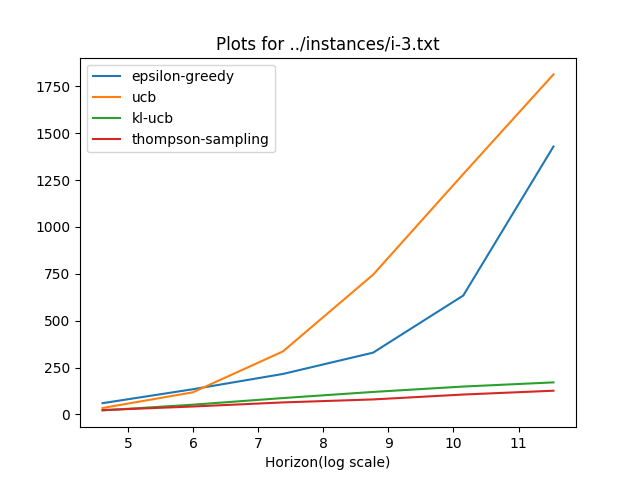 Plots for ../instances/i-3.txt
epsilon-greedy
ucb
kl-ucb
thompson-sampling
1750
1500
1250
1000
750
500
250
0
5 6 7 8 9 10 11
Horizon(log scale)